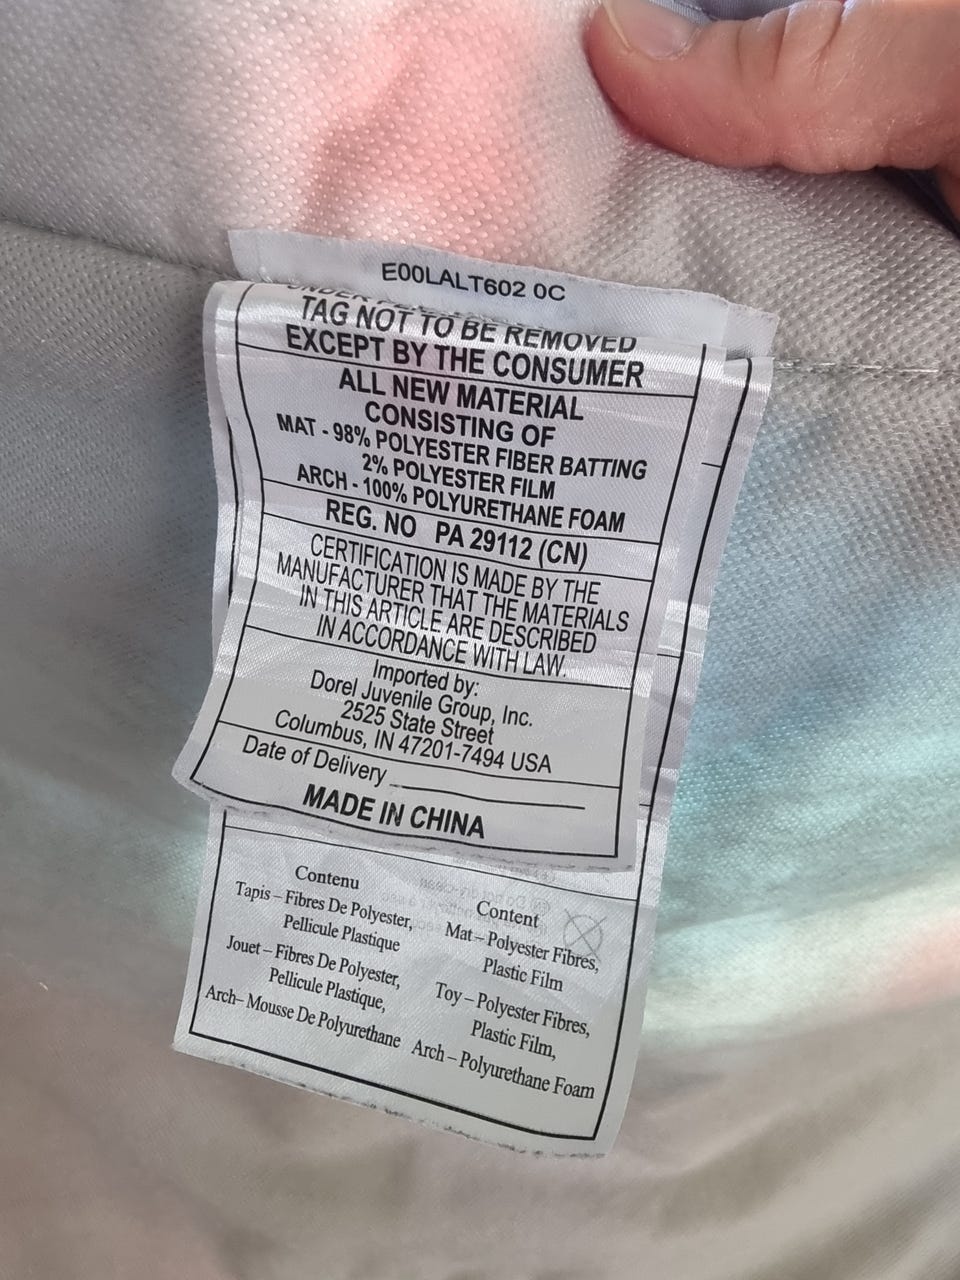 E00LALT602 0C
UNDER
TAG NOT TO BE REMOVED
EXCEPT BY THE CONSUMER
ALL NEW MATERIAL
CONSISTING OF
MAT - 98% POLYESTER FIBER BATTING
2% POLYESTER FILM
ARCH - 100% POLYURETHANE FOAM
REG. NO PA 29112 (CN)
CERTIFICATION IS MADE BY THE
MANUFACTURER THAT THE MATERIALS
IN THIS ARTICLE ARE DESCRIBED
IN ACCORDANCE WITH LAW.
Imported by:
Dorel Juvenile Group, Inc.
2525 State Street
Columbus, IN 47201-7494 USA
Date of Delivery
MADE IN CHINA
Contenu
Tapis – Fibres De Polyester,
Pellicule Plastique
Jouet – Fibres De Polyester,
Pellicule Plastique,
Arch– Mousse De Polyurethane
Content
Mat – Polyester Fibres,
Plastic Film
Toy – Polyester Fibres,
Plastic Film,
Arch – Polyurethane Foam